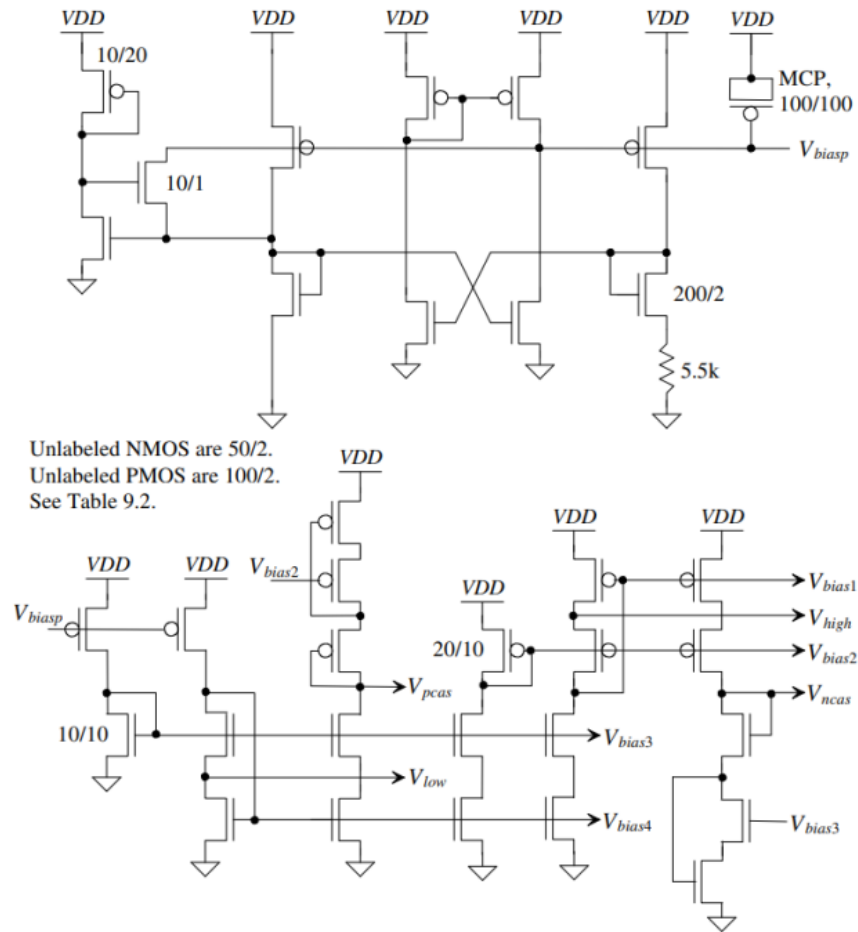 VDD VDD VDD VDD VDD VDD
10/20
MCP,
100/100
V_biasp
10/1
200/2
5.5k
Unlabeled NMOS are 50/2.
Unlabeled PMOS are 100/2.
See Table 9.2.
VDD
VDD VDD V_bias2 VDD VDD VDD
V_biasp
V_bias1
V_high
20/10
V_bias2
V_pcas
V_ncas
10/10
V_bias3
V_low
V_bias4
V_bias3